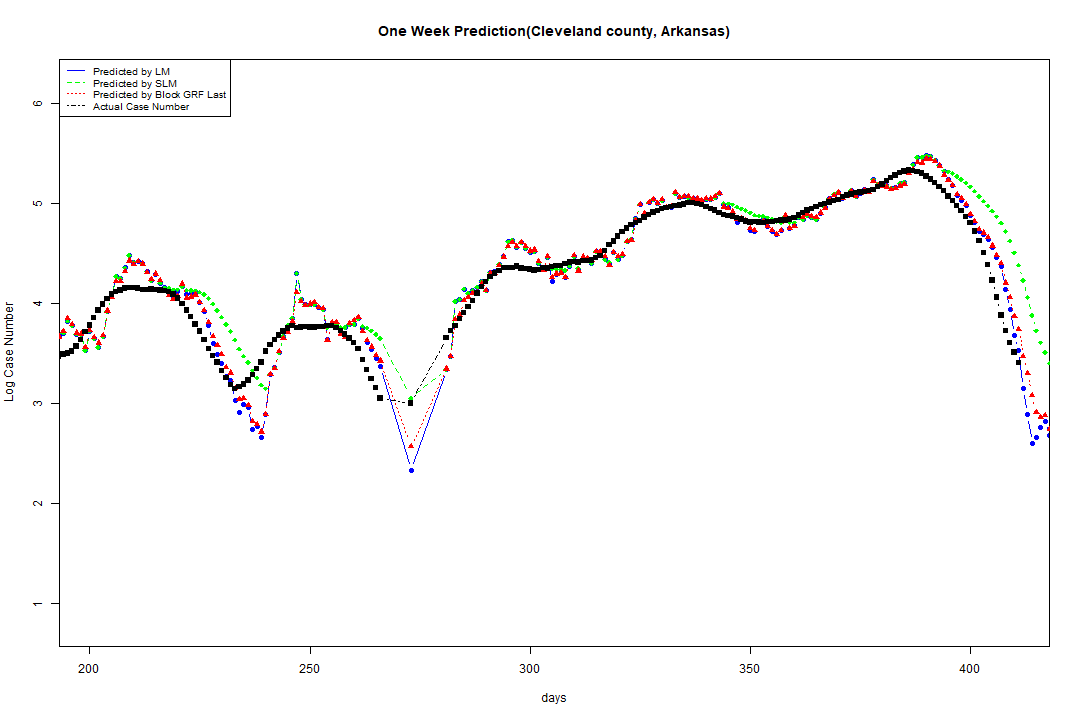 One Week Prediction(Cleveland county, Arkansas)
Predicted by LM
Predicted by SLM
Predicted by Block GRF Last
Actual Case Number
6
5
4
3
2
1
Log Case Number
200 250 300 350 400
days